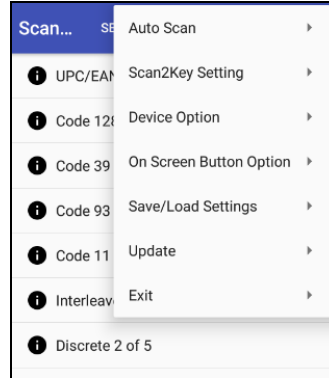 Scan... SE
Auto Scan
UPC/EAN
Scan2Key Setting
Code 128
Device Option
Code 39
On Screen Button Option
Code 93
Save/Load Settings
Code 11
Update
Interleav
Exit
Discrete 2 of 5